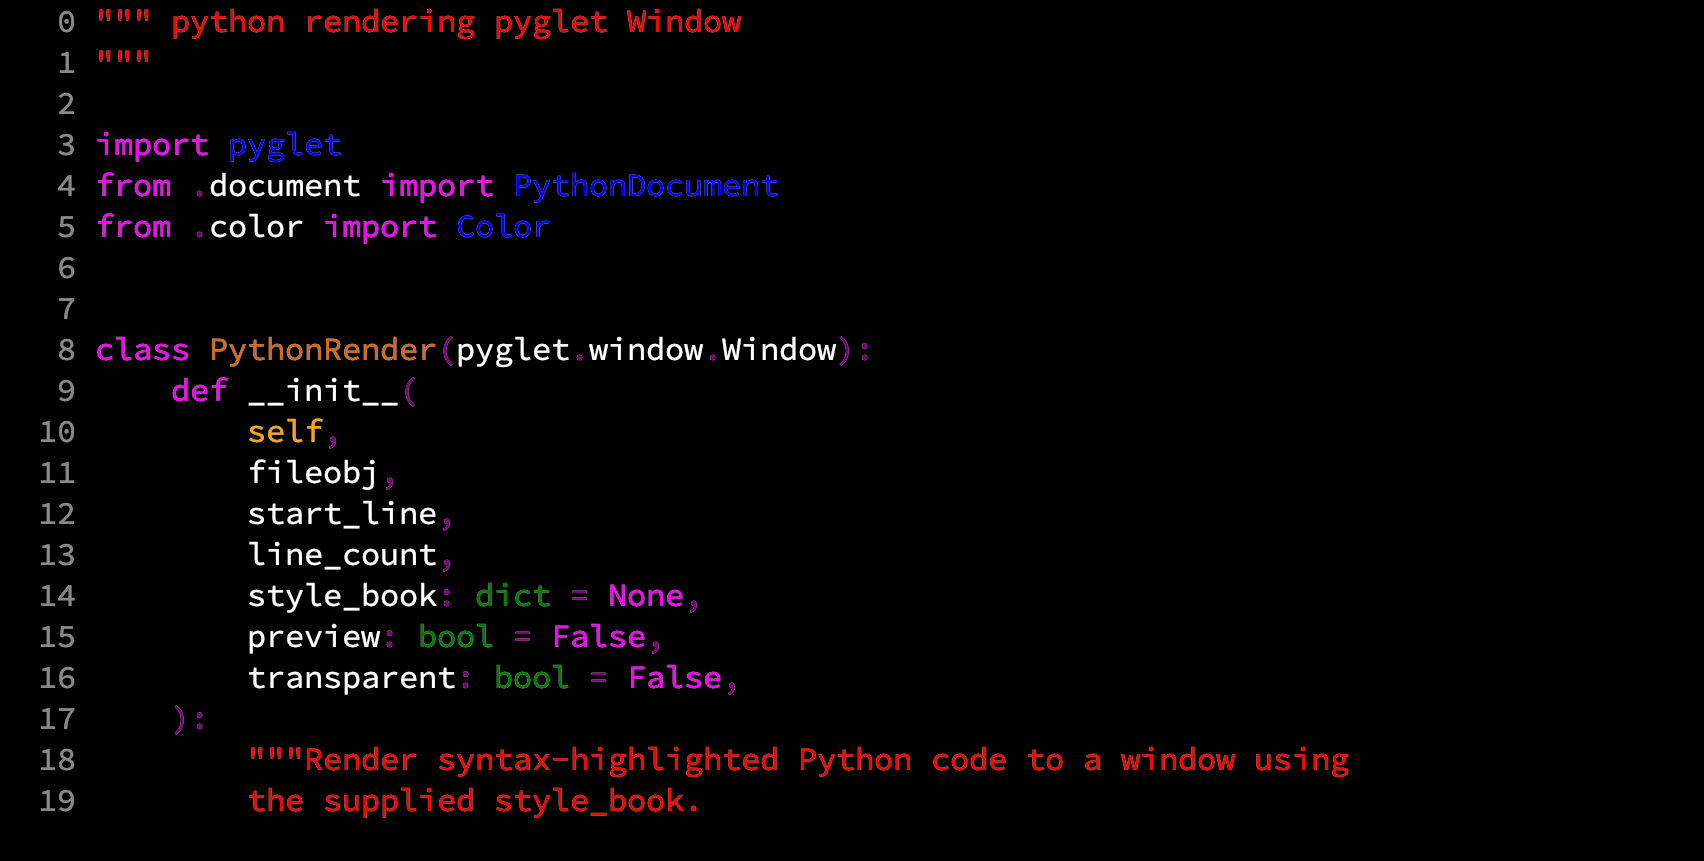 0 """ python rendering pyglet Window
1 """
2
3 import pyglet
4 from .document import PythonDocument
5 from .color import Color
6
7
8 class PythonRender(pyglet.window.Window):
9     def __init__(
10         self,
11         fileobj,
12         start_line,
13         line_count,
14         style_book: dict = None,
15         preview: bool = False,
16         transparent: bool = False,
17     ):
18         """Render syntax-highlighted Python code to a window using
19         the supplied style_book.